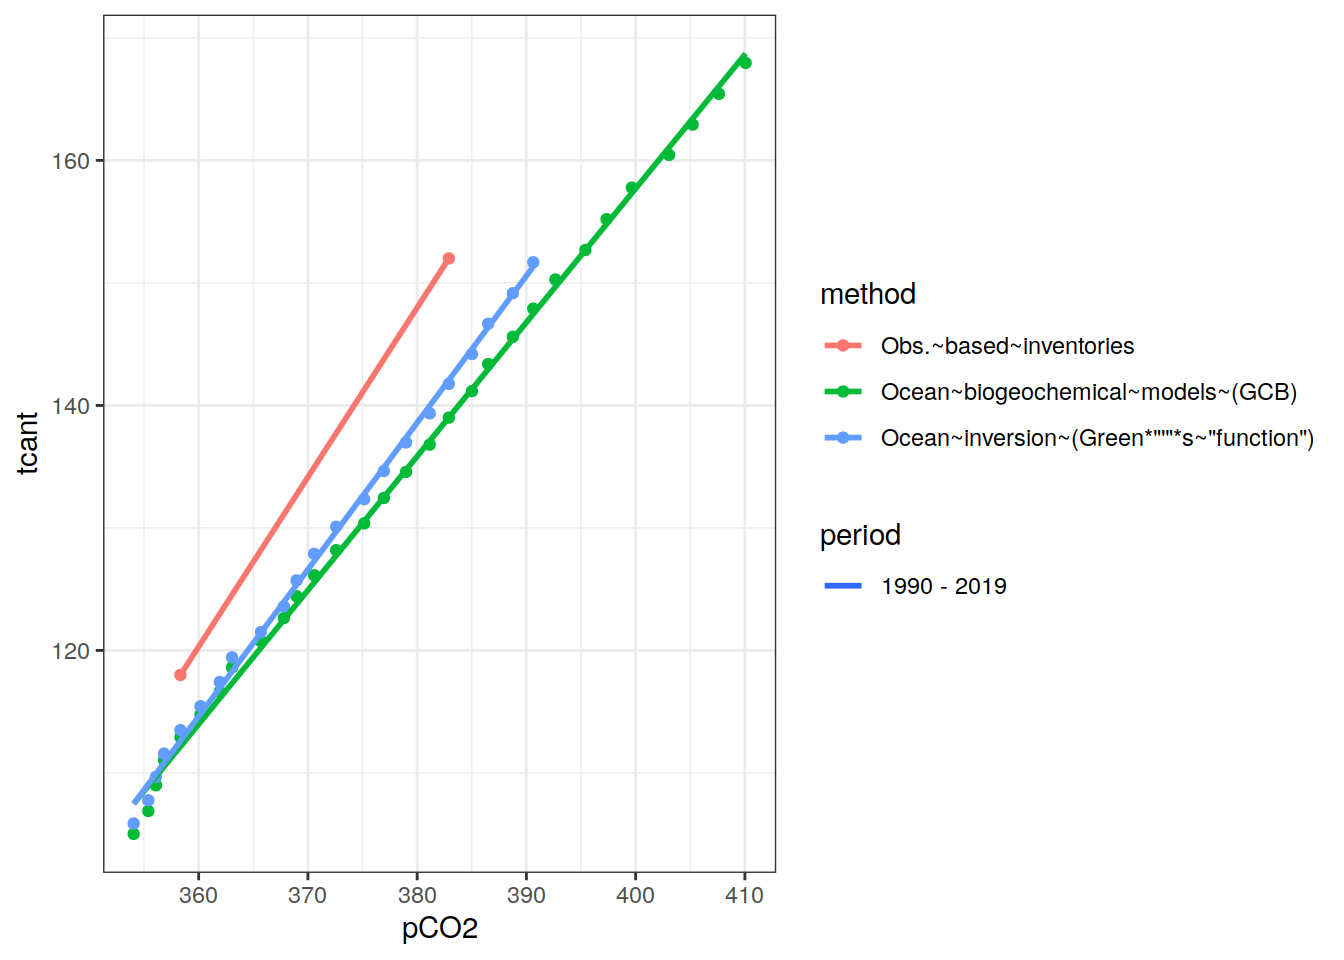 160
140
120
tcant
360 370 380 390 400 410
pCO2
method
Obs.~based~inventories
Ocean~biogeochemical~models~(GCB)
Ocean~inversion~(Green*"'"*s~"function")
period
1990 - 2019